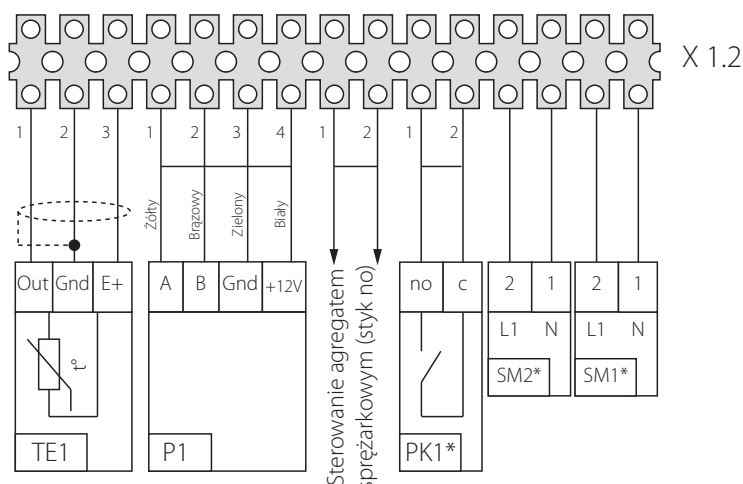 X 1.2
1 2 3 1 2 3 4 1 2 1 2
Żółty
Brązowy
Zielony
Biały
Out Gnd E+
A B Gnd +12V
Sterowanie agregatem
sprężarkowym (styk no)
no c
2 1
2 1
L1 N
L1 N
SM2*
SM1*
t°
TE1
P1
PK1*